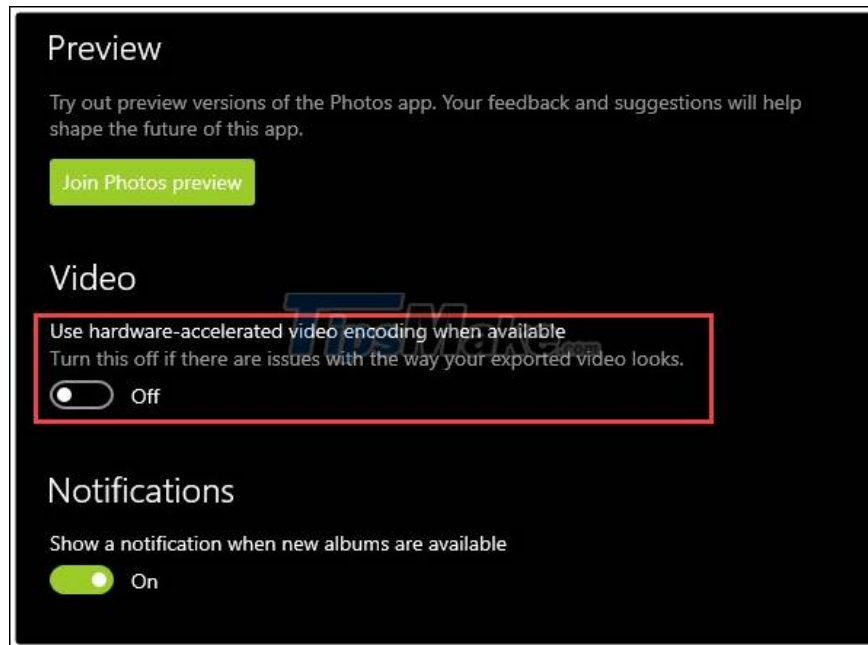 Preview
Try out preview versions of the Photos app. Your feedback and suggestions will help
shape the future of this app.
Join Photos preview
Video
TipsMake.com
Use hardware-accelerated video encoding when available
Turn this off if there are issues with the way your exported video looks.
Off
Notifications
Show a notification when new albums are available
On